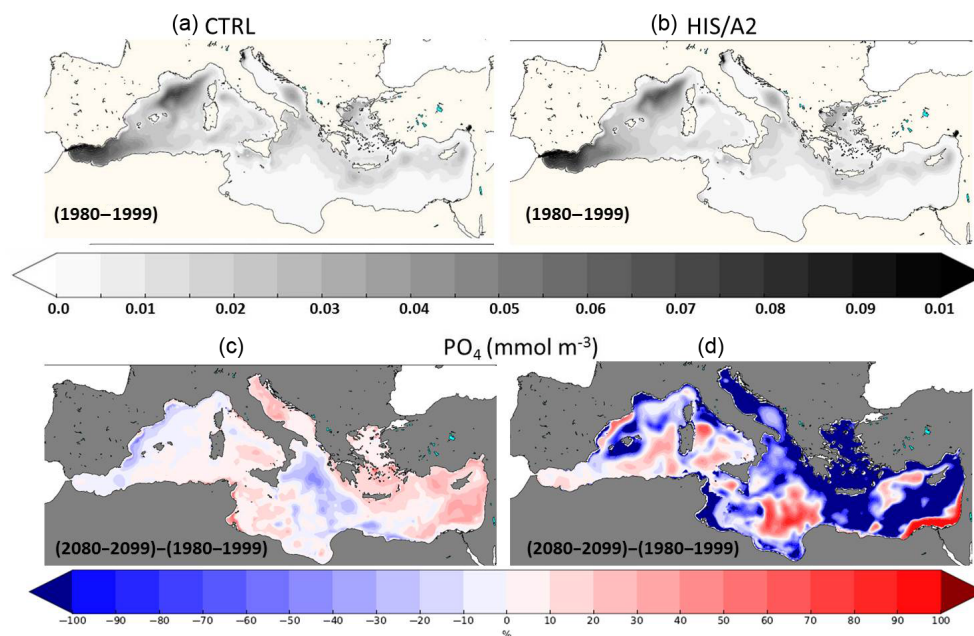 (a) CTRL
(b) HIS/A2
(1980−1999)
(1980−1999)
0.0 0.01 0.02 0.03 0.04 0.05 0.06 0.07 0.08 0.09 0.01
(c) PO₄ (mmol m⁻³) (d)
(2080−2099)−(1980−1999)
(2080−2099)−(1980−1999)
−100 −90 −80 −70 −60 −50 −40 −30 −20 −10 0 10 20 30 40 50 60 70 80 90 100
%